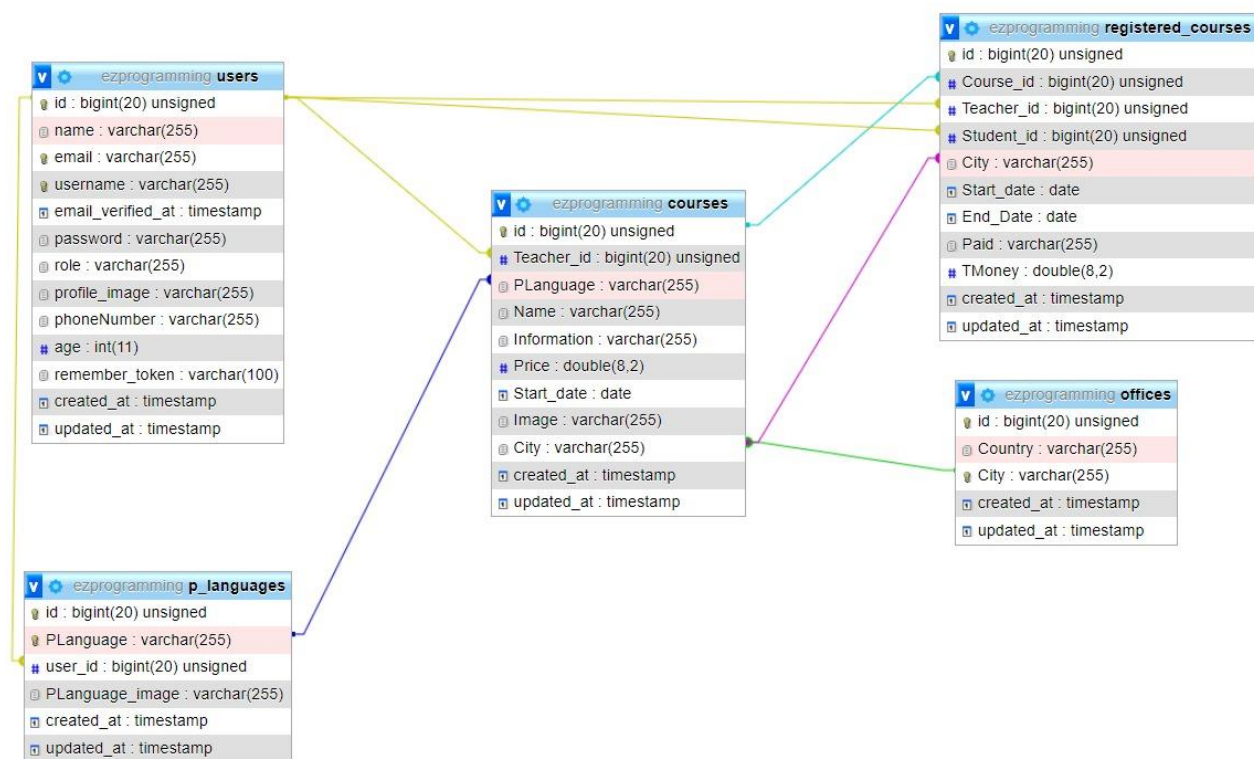 v ezprogramming users
id : bigint(20) unsigned
name : varchar(255)
email : varchar(255)
username : varchar(255)
email_verified_at : timestamp
password : varchar(255)
role : varchar(255)
profile_image : varchar(255)
phoneNumber : varchar(255)
# age : int(11)
remember_token : varchar(100)
created_at : timestamp
updated_at : timestamp
v ezprogramming p_languages
id : bigint(20) unsigned
PLanguage : varchar(255)
# user_id : bigint(20) unsigned
PLanguage_image : varchar(255)
created_at : timestamp
updated_at : timestamp
v ezprogramming courses
id : bigint(20) unsigned
# Teacher_id : bigint(20) unsigned
PLanguage : varchar(255)
Name : varchar(255)
Information : varchar(255)
# Price : double(8,2)
Start_date : date
Image : varchar(255)
City : varchar(255)
created_at : timestamp
updated_at : timestamp
v ezprogramming registered_courses
id : bigint(20) unsigned
# Course_id : bigint(20) unsigned
# Teacher_id : bigint(20) unsigned
# Student_id : bigint(20) unsigned
City : varchar(255)
Start_date : date
End_Date : date
Paid : varchar(255)
# TMoney : double(8,2)
created_at : timestamp
updated_at : timestamp
v ezprogramming offices
id : bigint(20) unsigned
Country : varchar(255)
City : varchar(255)
created_at : timestamp
updated_at : timestamp